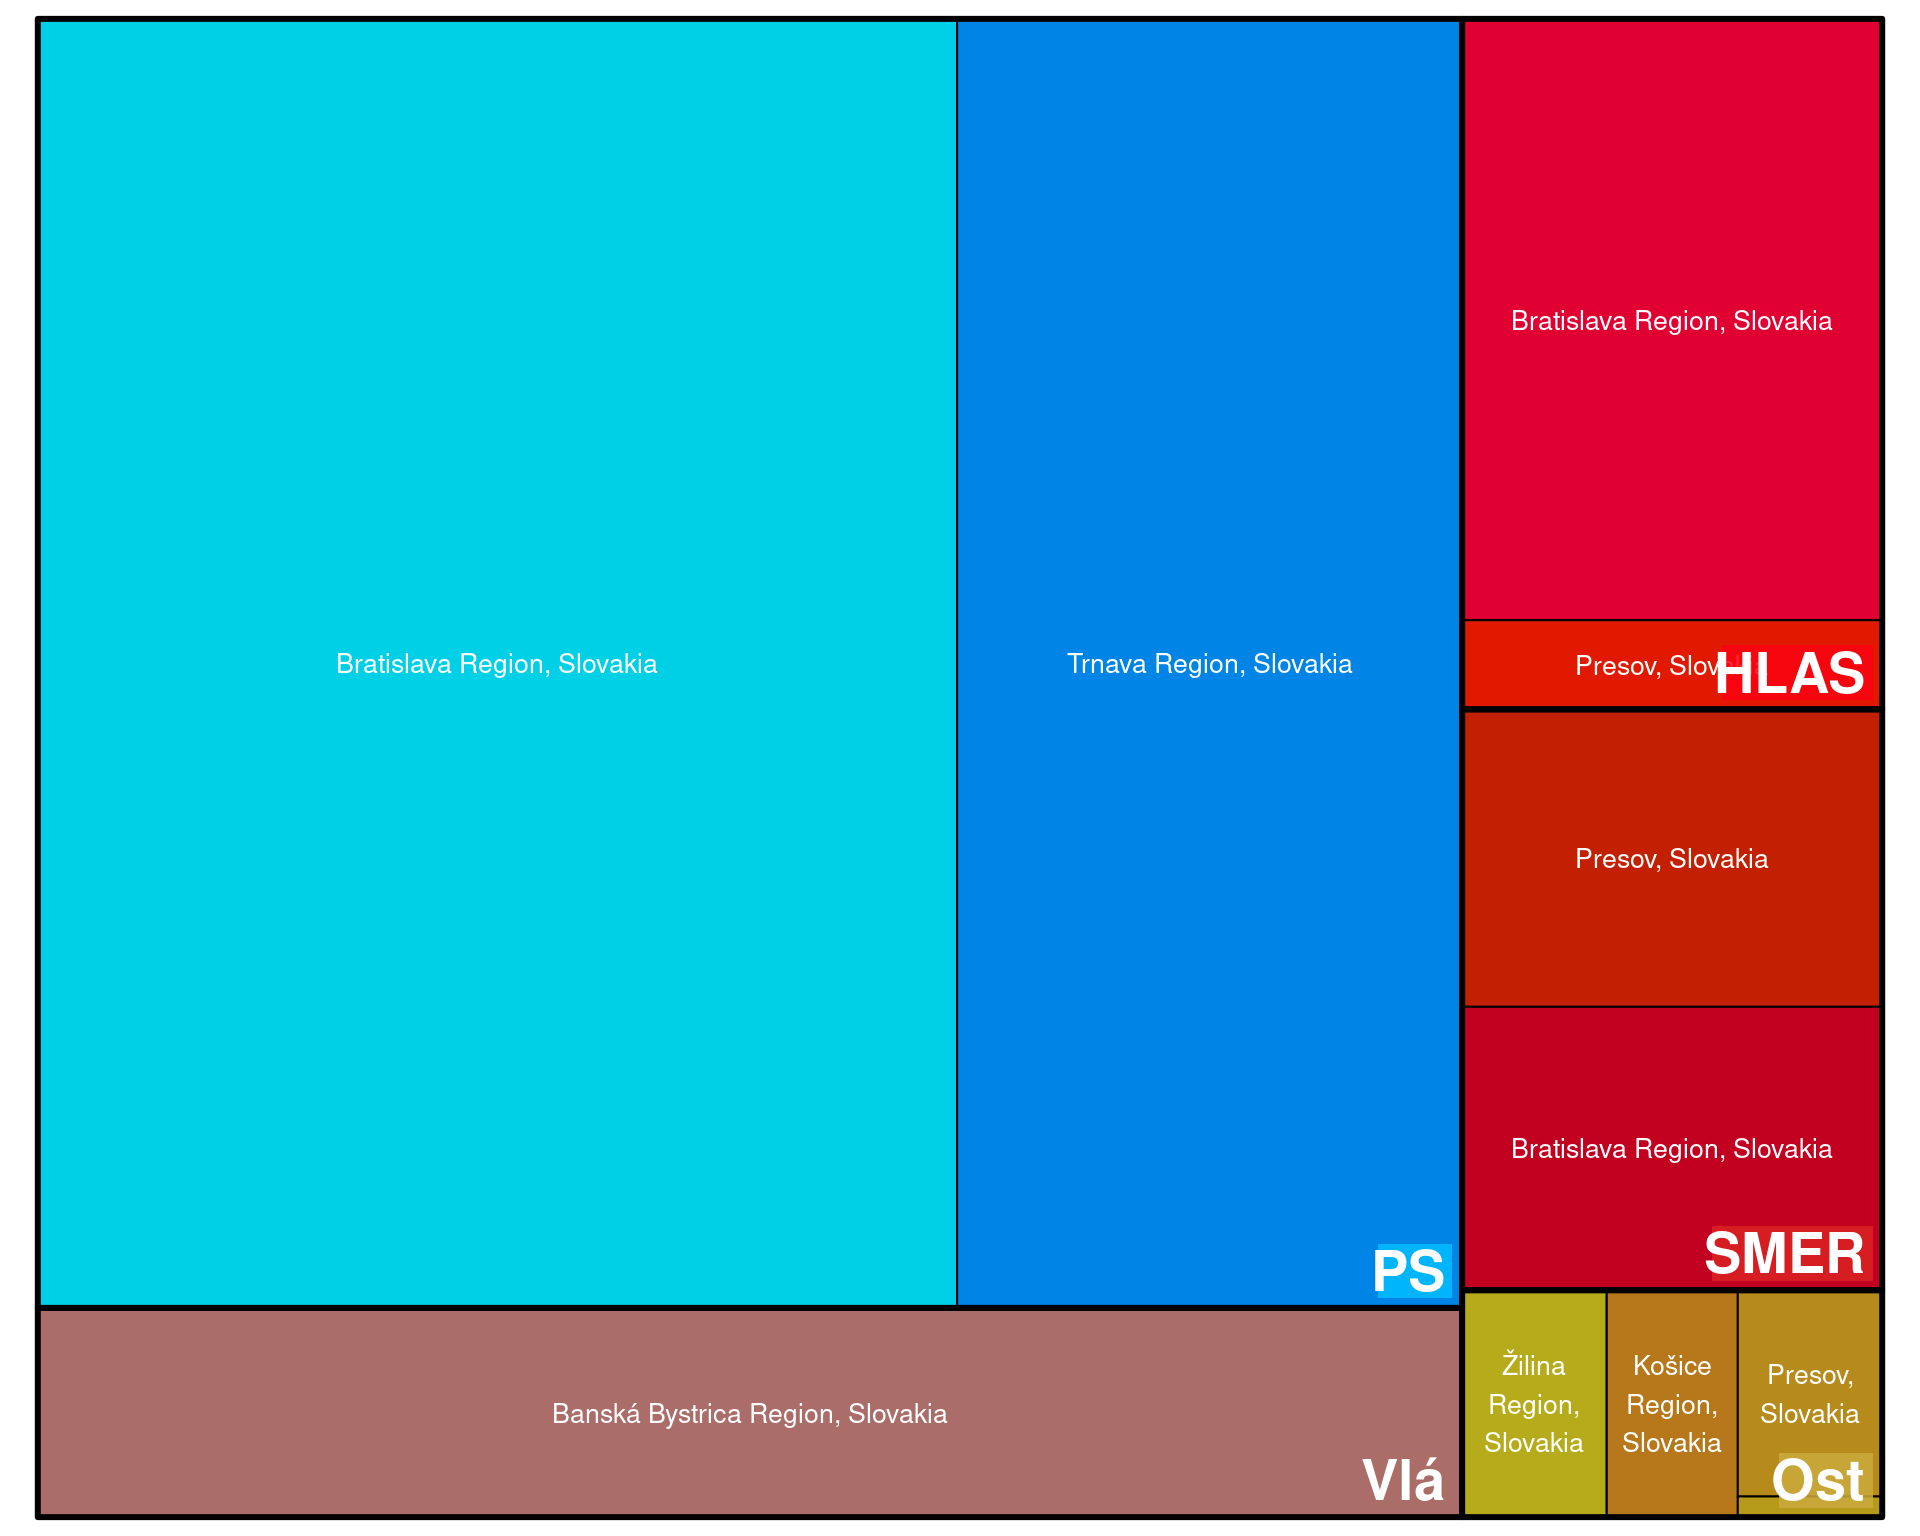 Bratislava Region, Slovakia
Trnava Region, Slovakia
PS
Banská Bystrica Region, Slovakia
Vlá
Bratislava Region, Slovakia
Presov, Slov
HLAS
Presov, Slovakia
Bratislava Region, Slovakia
SMER
Žilina
Region,
Slovakia
Košice
Region,
Slovakia
Presov,
Slovakia
Ost